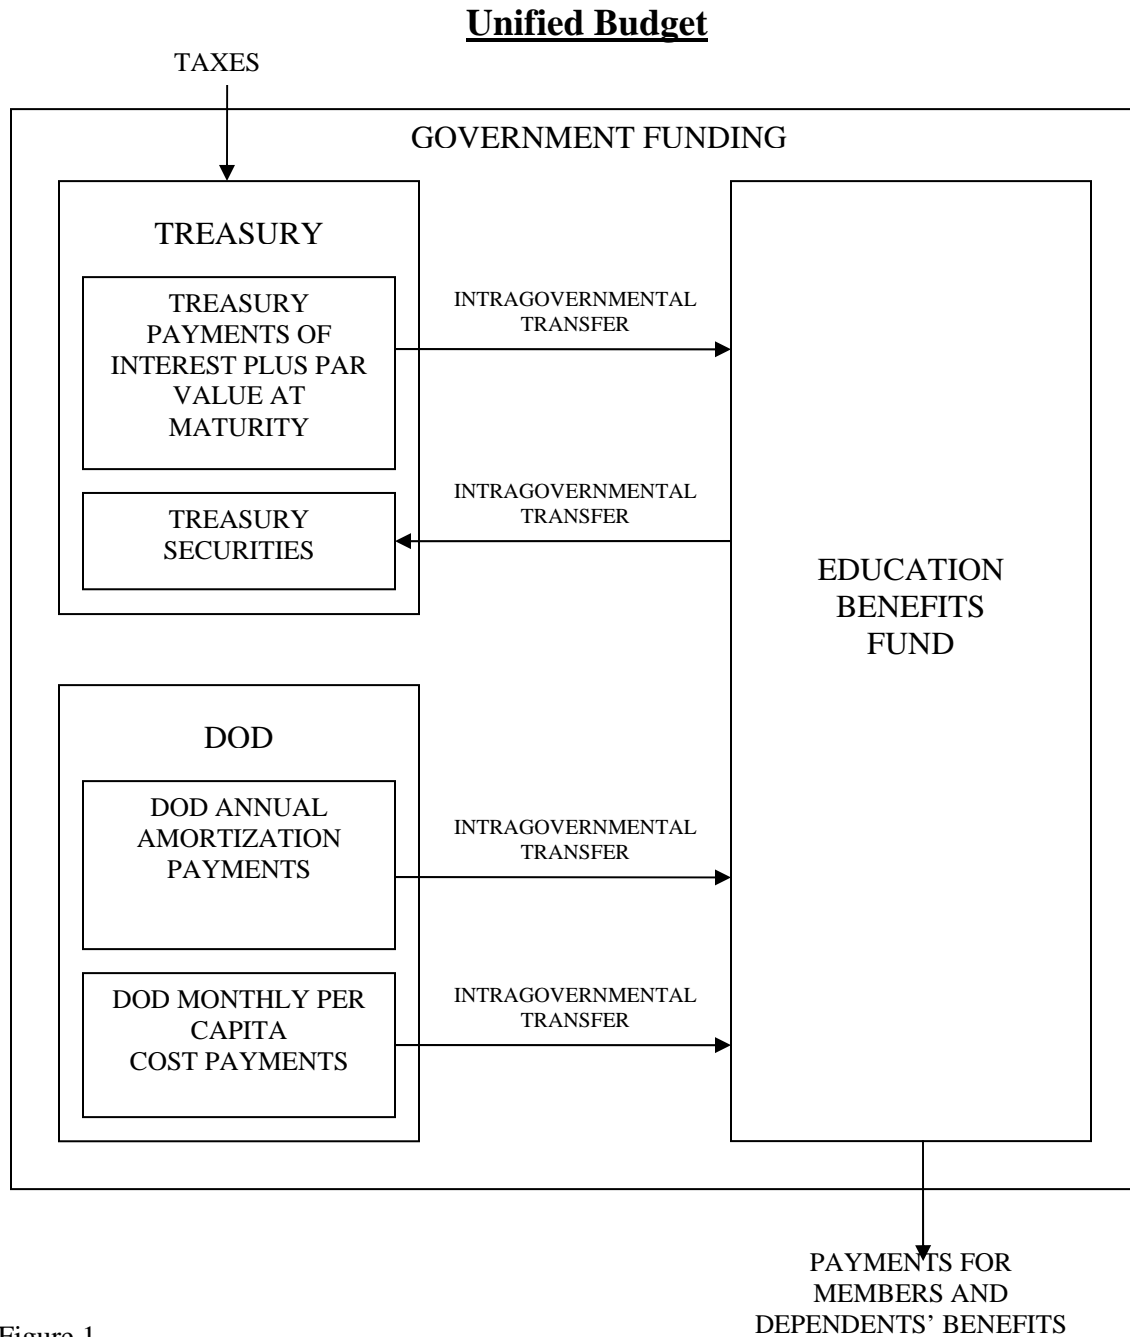 Unified Budget
TAXES
GOVERNMENT FUNDING
TREASURY
TREASURY
PAYMENTS OF
INTEREST PLUS PAR
VALUE AT
MATURITY
INTRAGOVERNMENTAL
TRANSFER
TREASURY
SECURITIES
INTRAGOVERNMENTAL
TRANSFER
EDUCATION
BENEFITS
FUND
DOD
DOD ANNUAL
AMORTIZATION
PAYMENTS
INTRAGOVERNMENTAL
TRANSFER
DOD MONTHLY PER
CAPITA
COST PAYMENTS
INTRAGOVERNMENTAL
TRANSFER
PAYMENTS FOR
MEMBERS AND
DEPENDENTS’ BENEFITS
Figure 1